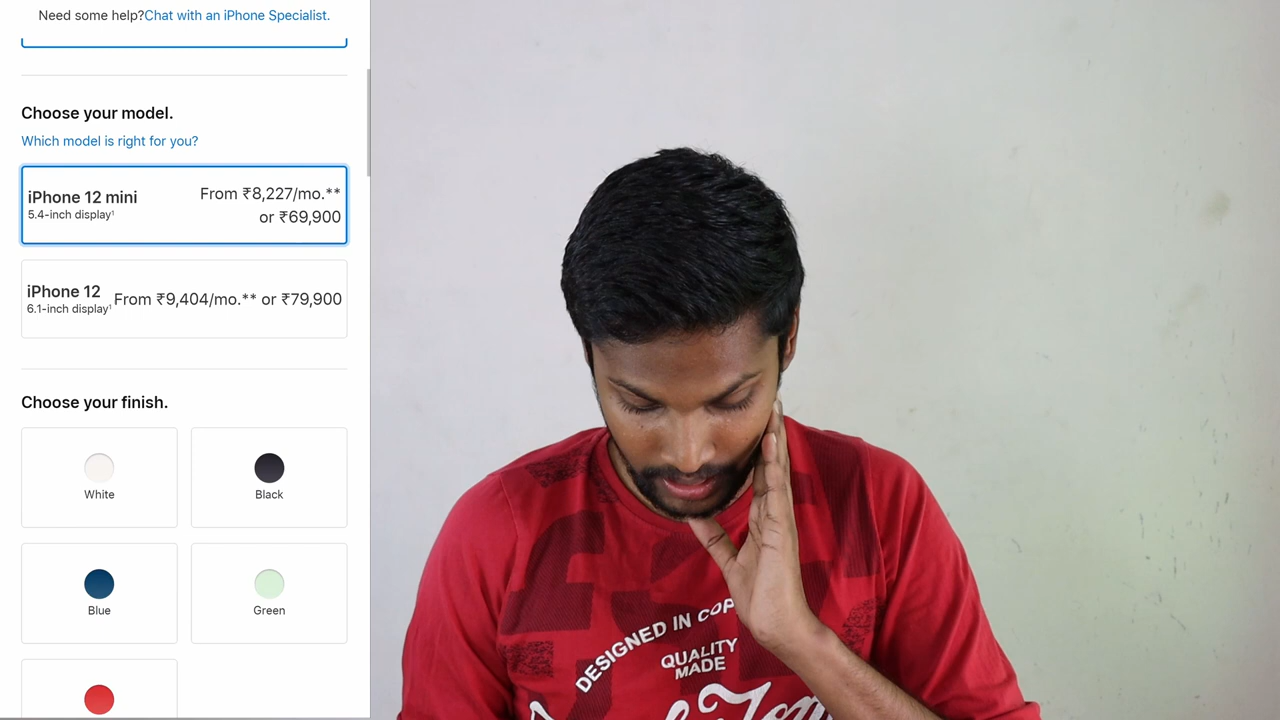 Need some help?Chat with an iPhone Specialist.
Choose your model.
Which model is right for you?
iPhone 12 mini
5.4-inch display¹
From ₹8,227/mo.**
or ₹69,900
iPhone 12
6.1-inch display¹
From ₹9,404/mo.** or ₹79,900
Choose your finish.
White
Black
Blue
Green
DESIGNED IN
QUALITY
MADE